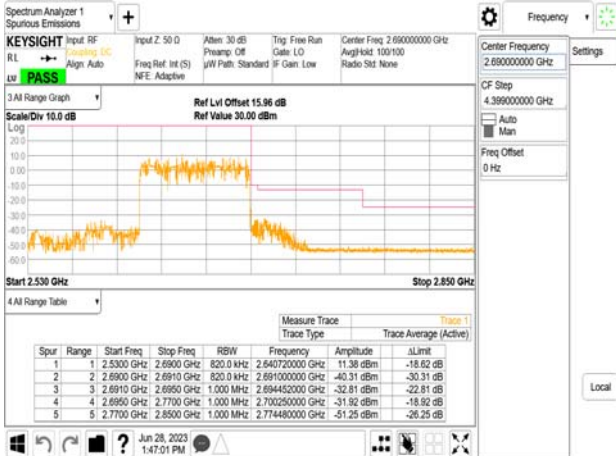 Spectrum Analyzer 1
Spurious Emissions
Frequency
KEYSIGHT Input: RF Input Z: 50 Ω Atten: 30 dB Trig: Free Run Center Freq: 2.690000000 GHz
RL Coupling: DC Preamp: Off Gate: LO Avg|Hold: 100/100
Align: Auto Freq Ref: Int (S) µW Path: Standard IF Gain: Low Radio Std: None
NFE: Adaptive
LV PASS
Center Frequency
2.690000000 GHz
Settings
CF Step
4.399000000 GHz
Auto
Man
Freq Offset
0 Hz
Local
3 All Range Graph
Scale/Div 10.0 dB
Ref Lvl Offset 15.96 dB
Ref Value 30.00 dBm
Log
20.0
10.0
0.00
-10.0
-20.0
-30.0
-40.0
-50.0
-60.0
Start 2.530 GHz Stop 2.850 GHz
4 All Range Table
Measure Trace Trace 1
Trace Type Trace Average (Active)
Spur Range Start Freq Stop Freq RBW Frequency Amplitude ΔLimit
1 1 2.5300 GHz 2.6900 GHz 820.0 kHz 2.640720000 GHz 11.38 dBm -18.62 dB
2 2 2.6900 GHz 2.6910 GHz 820.0 kHz 2.691000000 GHz -40.31 dBm -30.31 dB
3 3 2.6910 GHz 2.6950 GHz 1.000 MHz 2.694452000 GHz -32.81 dBm -22.81 dB
4 4 2.6950 GHz 2.7700 GHz 1.000 MHz 2.700250000 GHz -31.92 dBm -18.92 dB
5 5 2.7700 GHz 2.8500 GHz 1.000 MHz 2.774480000 GHz -51.25 dBm -26.25 dB
Jun 28, 2023
1:47:01 PM